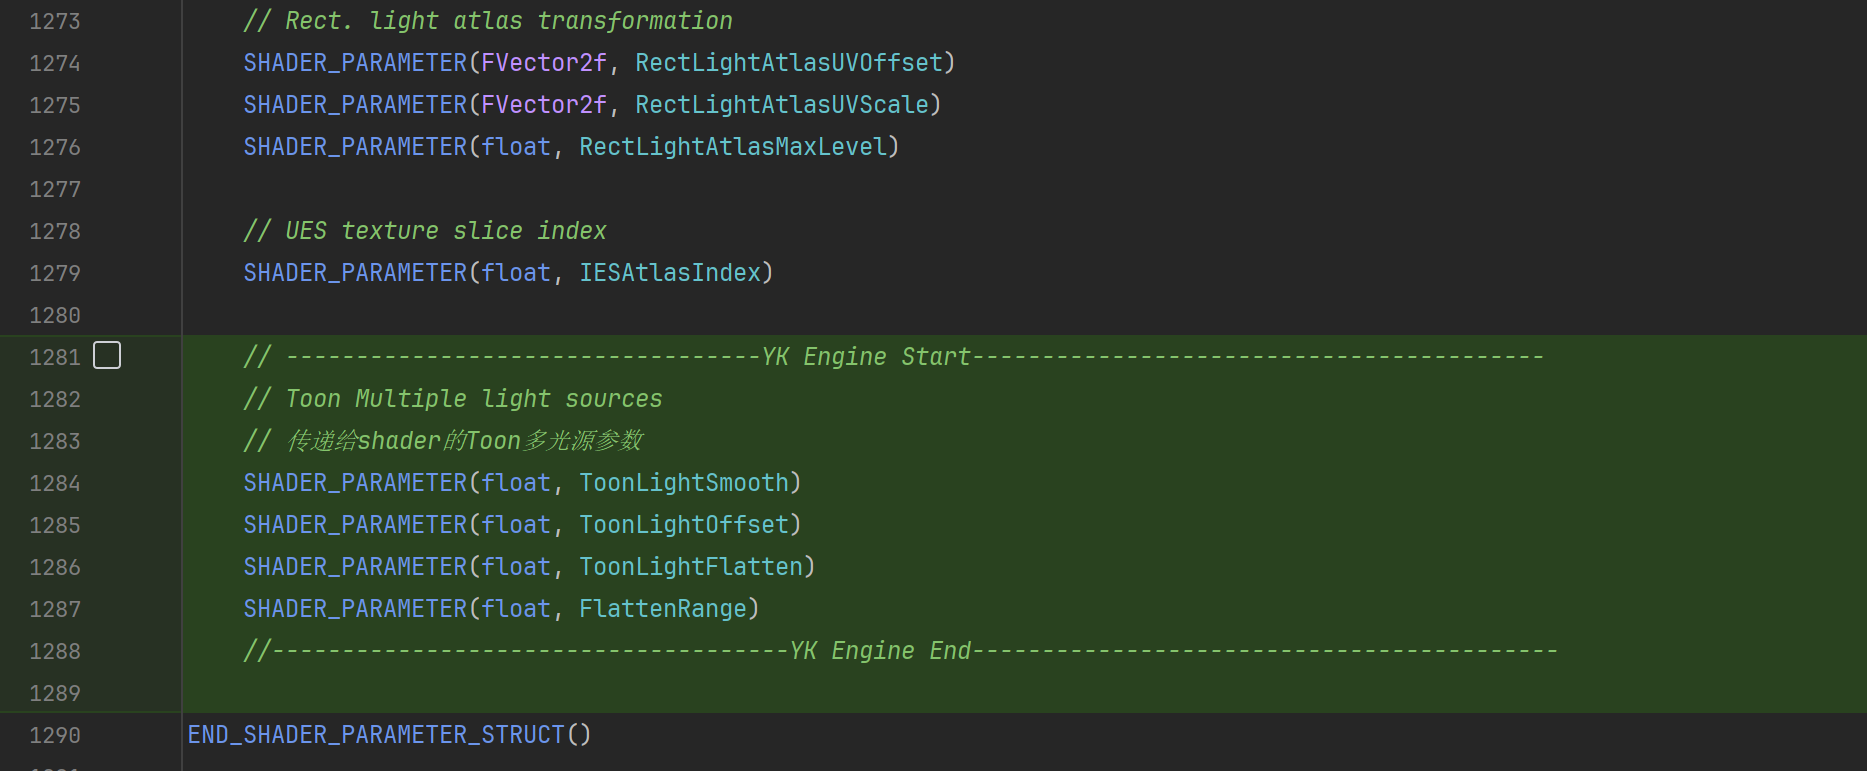 1273 // Rect. light atlas transformation
1274 SHADER_PARAMETER(FVector2f, RectLightAtlasUVOffset)
1275 SHADER_PARAMETER(FVector2f, RectLightAtlasUVScale)
1276 SHADER_PARAMETER(float, RectLightAtlasMaxLevel)
1277
1278 // UES texture slice index
1279 SHADER_PARAMETER(float, IESAtlasIndex)
1280
1281 // ----------------------------------YK Engine Start-----------------------------------------
1282 // Toon Multiple light sources
1283 // 传递给shader的Toon多光源参数
1284 SHADER_PARAMETER(float, ToonLightSmooth)
1285 SHADER_PARAMETER(float, ToonLightOffset)
1286 SHADER_PARAMETER(float, ToonLightFlatten)
1287 SHADER_PARAMETER(float, FlattenRange)
1288 //-------------------------------------YK Engine End------------------------------------------
1289
1290 END_SHADER_PARAMETER_STRUCT()